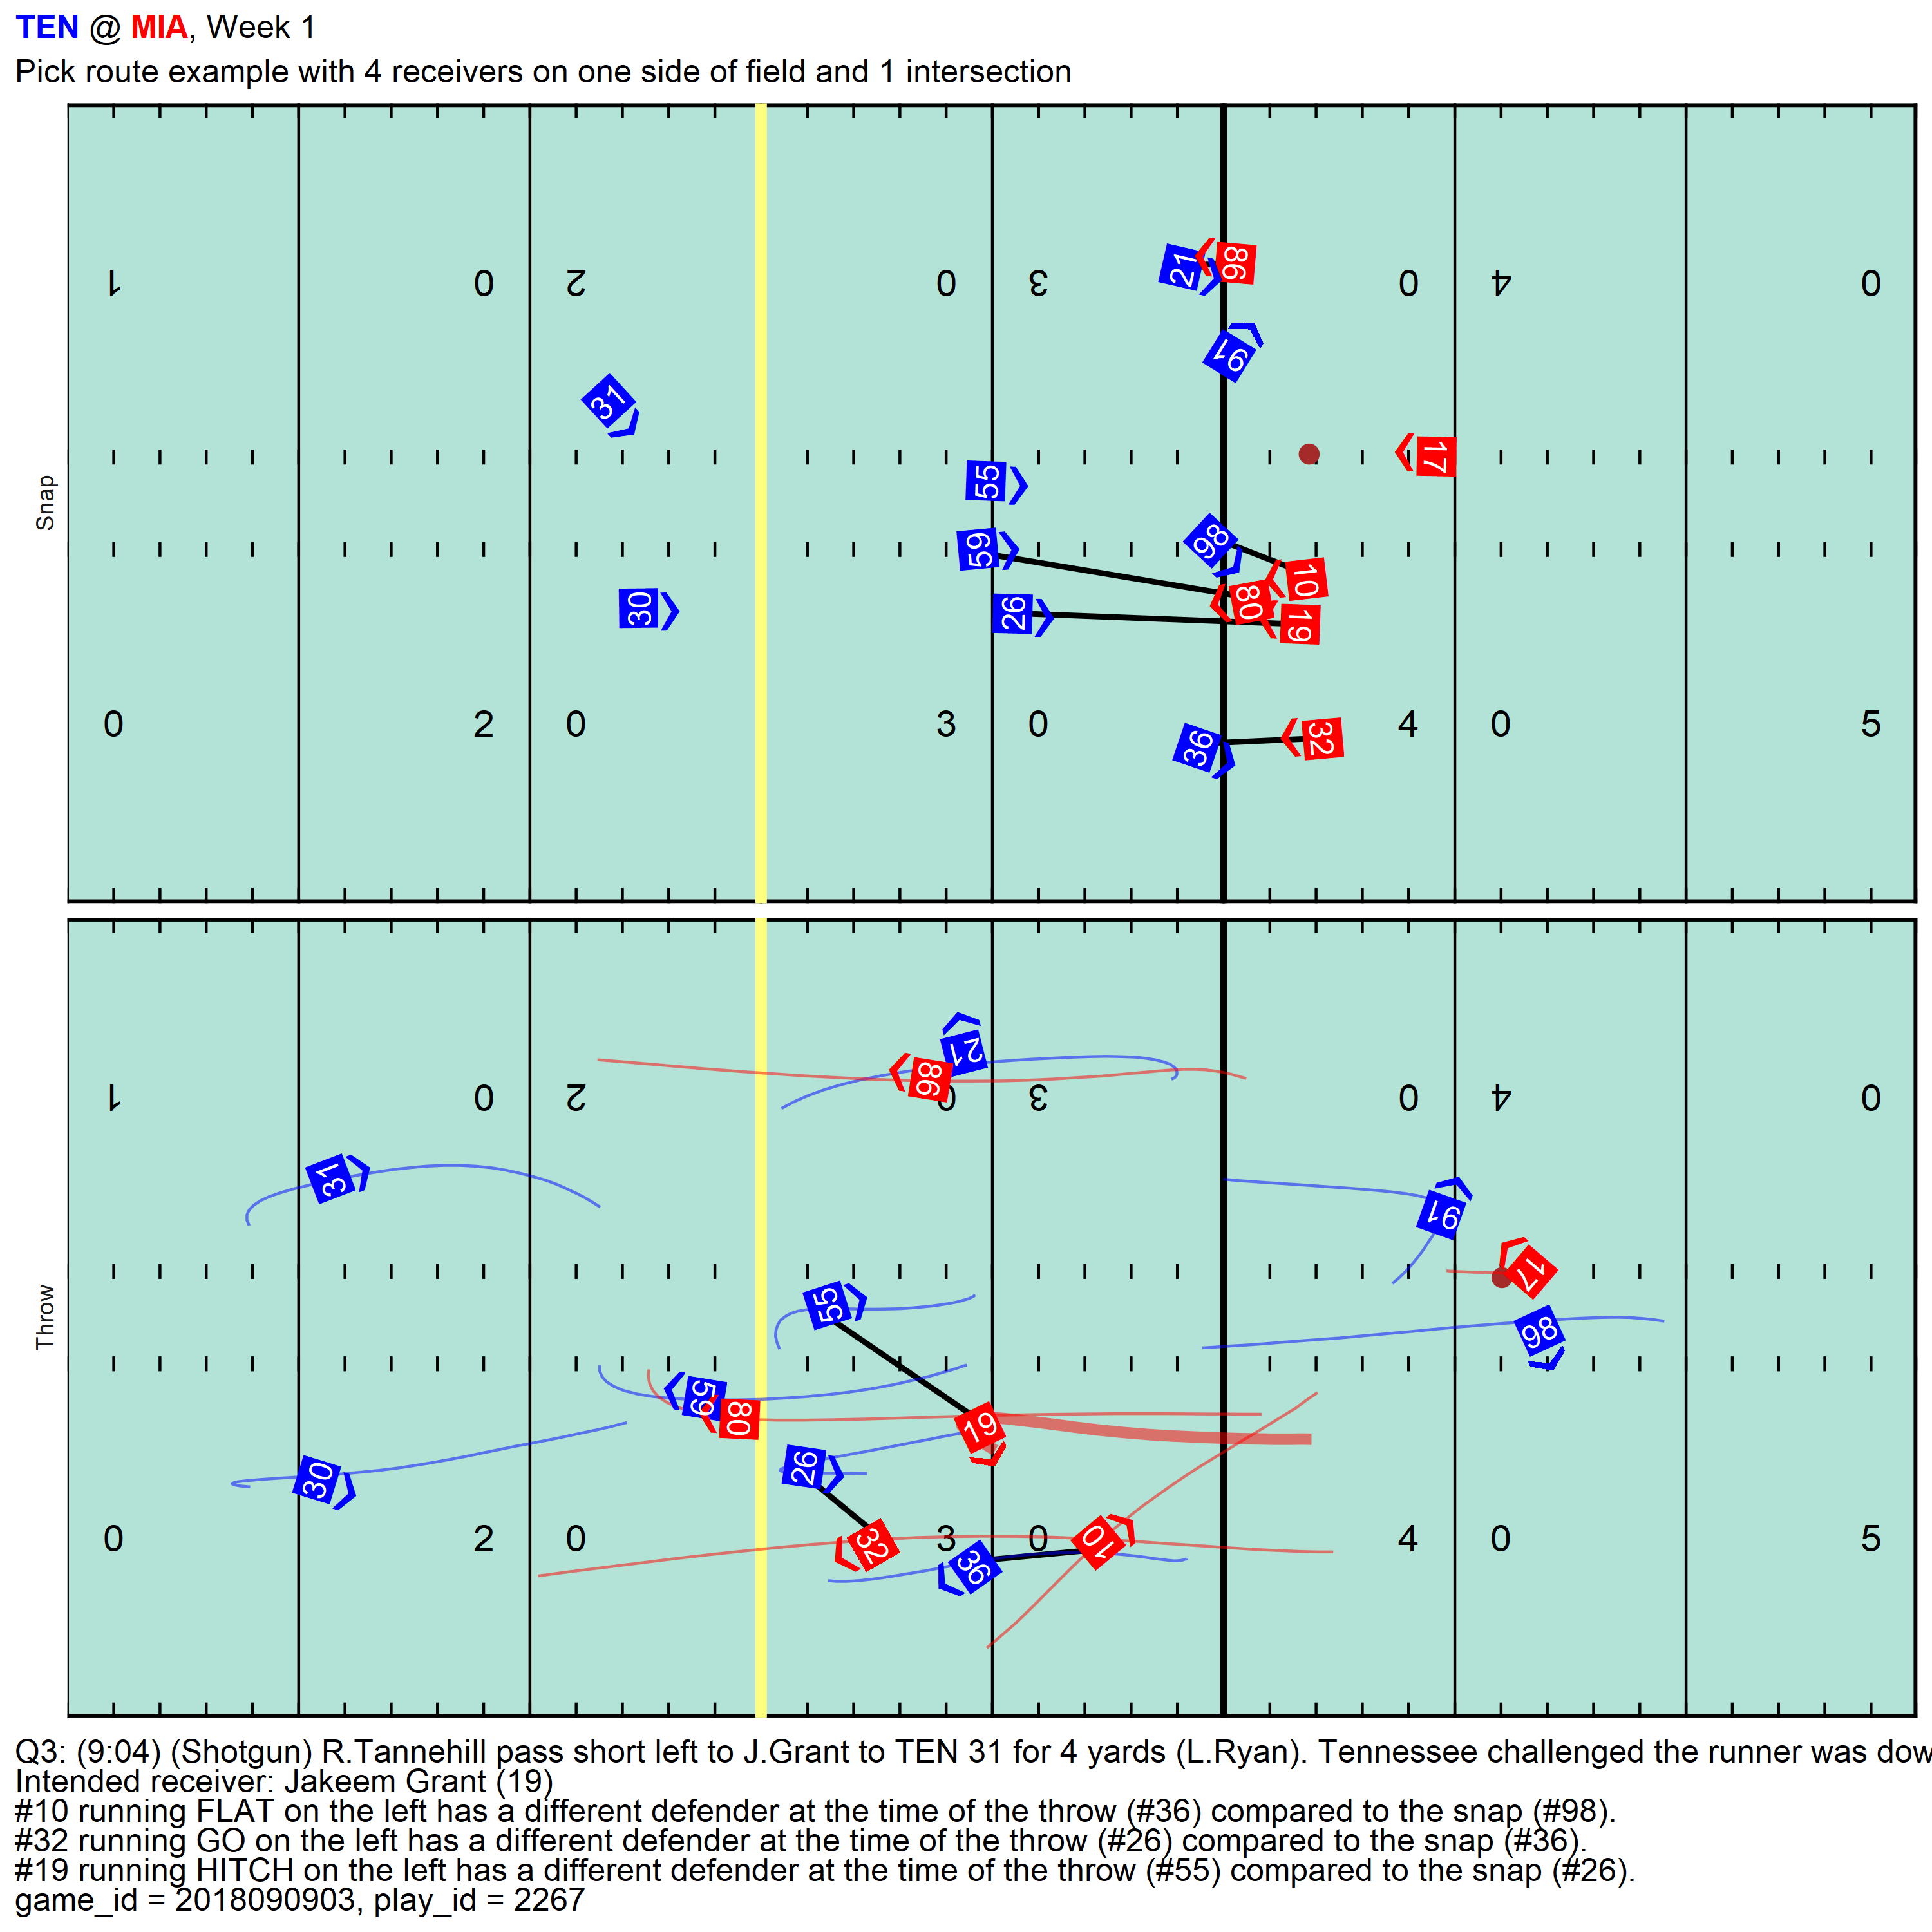 TEN @ MIA, Week 1
Pick route example with 4 receivers on one side of field and 1 intersection
Snap
1 0 2 0 3 0 4 0
21 86
91
31
17
55
98
59
10
80
30
26
19
0 2 0 3 0 4 0 5
36 32
Throw
21
86
1 0 2 0 3 0 4 0
31
91
17
55
98
59
80
19
26
30
0 2 0 3 0 4 0 5
32
36
10
Q3: (9:04) (Shotgun) R.Tannehill pass short left to J.Grant to TEN 31 for 4 yards (L.Ryan). Tennessee challenged the runner was dow
Intended receiver: Jakeem Grant (19)
#10 running FLAT on the left has a different defender at the time of the throw (#36) compared to the snap (#98).
#32 running GO on the left has a different defender at the time of the throw (#26) compared to the snap (#36).
#19 running HITCH on the left has a different defender at the time of the throw (#55) compared to the snap (#26).
game_id = 2018090903, play_id = 2267